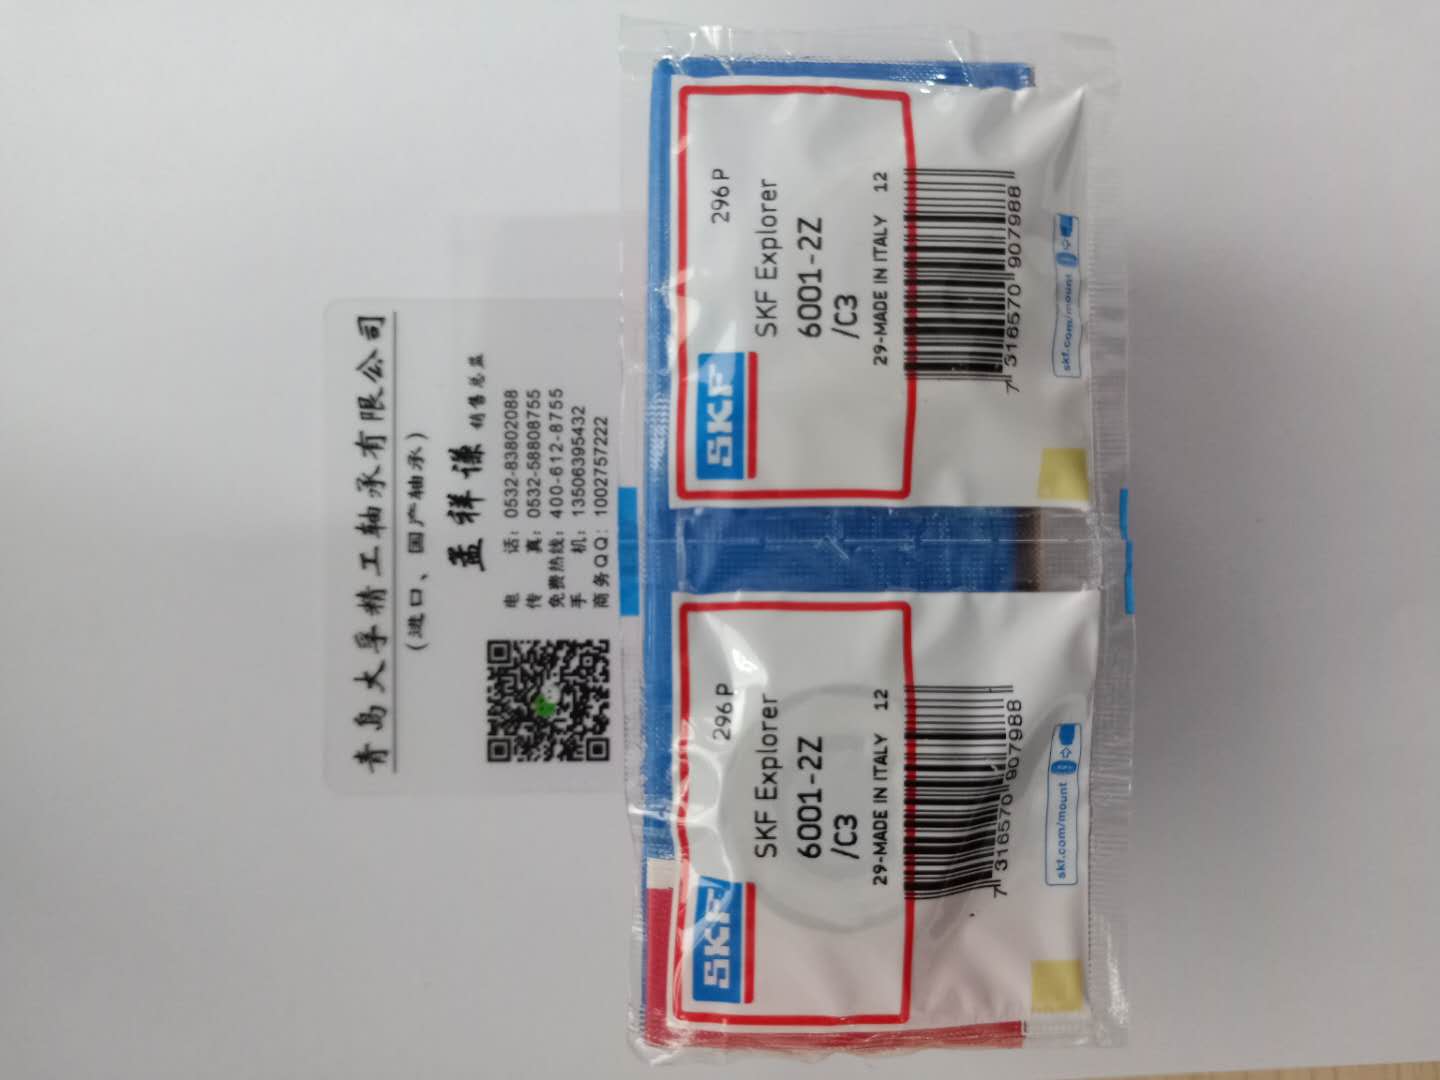 青岛大孚精工轴承有限公司
(进口、国产轴承)
孟祥谦 销售总监
电 话: 0532-83802088
传 真: 0532-58808755
免费热线: 400-612-8755
手 机: 13506395432
商务QQ: 1002757222
SKF
296P
SKF Explorer
6001-2Z
/C3
29-MADE IN ITALY 12
7 316570 907988
skf.com/mount
SKF
296P
SKF Explorer
6001-2Z
/C3
29-MADE IN ITALY 12
7 316570 907988
skf.com/mount